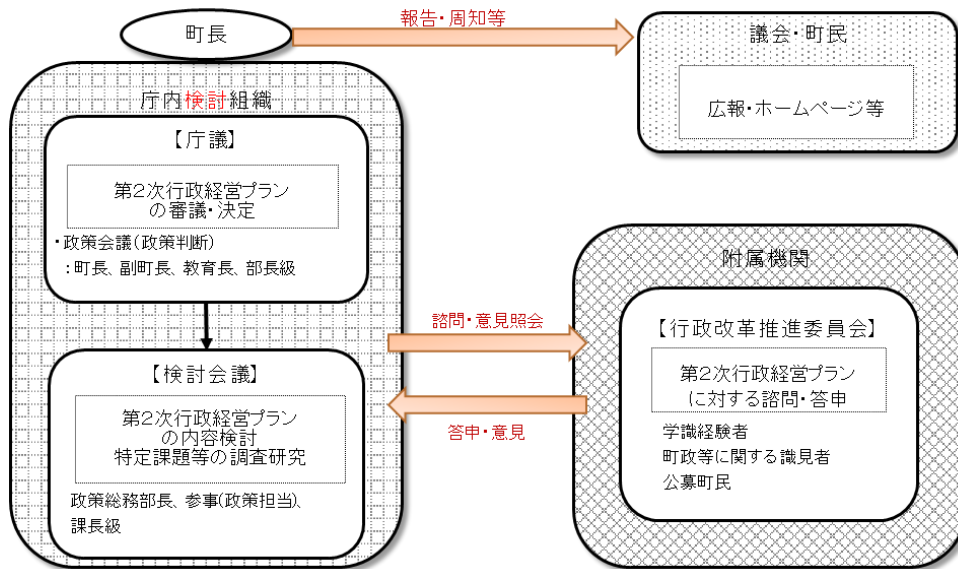 町長
報告・周知等
議会・町民
広報・ホームページ等
庁内検討組織
【庁議】
第2次行政経営プラン
の審議・決定
・政策会議(政策判断)
：町長、副町長、教育長、部長級
【検討会議】
第2次行政経営プラン
の内容検討
特定課題等の調査研究
政策総務部長、参事(政策担当)、
課長級
諮問・意見照会
答申・意見
附属機関
【行政改革推進委員会】
第2次行政経営プラン
に対する諮問・答申
学識経験者
町政等に関する識見者
公募町民